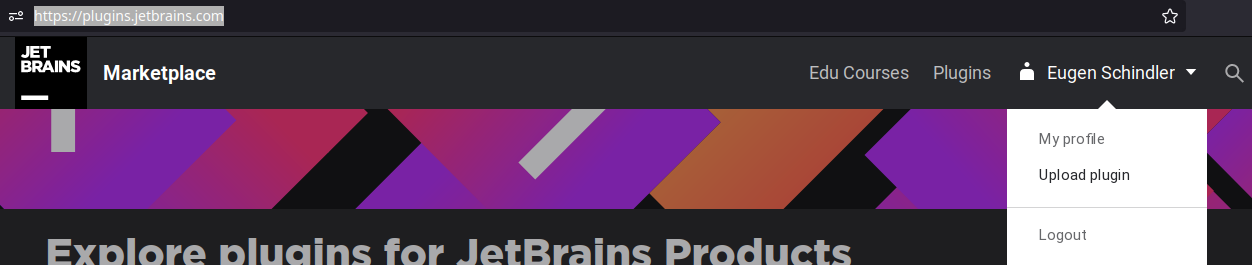 https://plugins.jetbrains.com
JET
BRAINS
Marketplace
Edu Courses
Plugins
Eugen Schindler
My profile
Upload plugin
Logout
Explore plugins for JetBrains Products